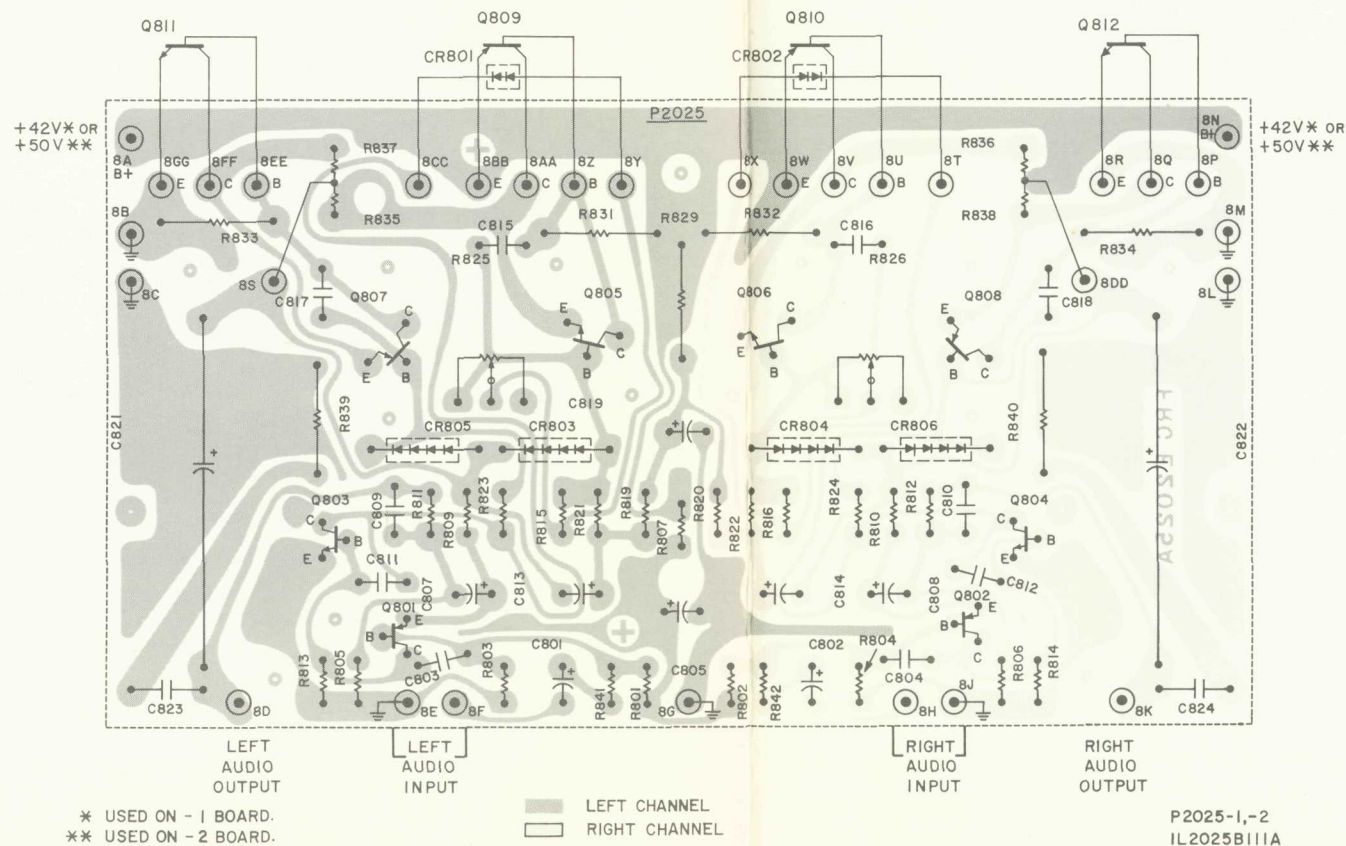 Q811
Q809
Q810
Q812
CR801
CR802
P2025
+42V* OR
+50V**
8A
B+
8GG
8FF
8EE
E
C
B
R837
R835
8CC
8BB
8AA
8Z
8Y
E
C
B
8X
8W
8V
8U
8T
E
C
B
R836
R838
8R
8Q
8P
E
C
B
8N
B+
+42V* OR
+50V**
8B
R833
C815
R825
R831
R829
R832
C816
R826
R834
8M
8C
8S
C817
Q807
Q805
Q806
Q808
C818
8DD
8L
C
E
B
E
C
B
C
E
B
E
B
C
C819
C821
R839
CR805
CR803
CR804
CR806
R840
C822
FRC P2025A
Q803
C
B
E
C809
R811
R809
R823
R815
R821
R819
R807
R820
R822
R816
R824
R810
R812
C810
Q804
C
B
E
C811
C807
C813
C814
C808
C812
Q801
E
B
C
C803
Q802
E
B
C
R813
R805
R803
C801
R841
R801
C805
R802
R842
C802
R804
C804
R806
R814
C823
8D
8E
8F
8G
8H
8J
8K
C824
LEFT
AUDIO
OUTPUT
LEFT
AUDIO
INPUT
RIGHT
AUDIO
INPUT
RIGHT
AUDIO
OUTPUT
* USED ON -1 BOARD.
** USED ON -2 BOARD.
LEFT CHANNEL
RIGHT CHANNEL
P2025-1,-2
IL2025B111A